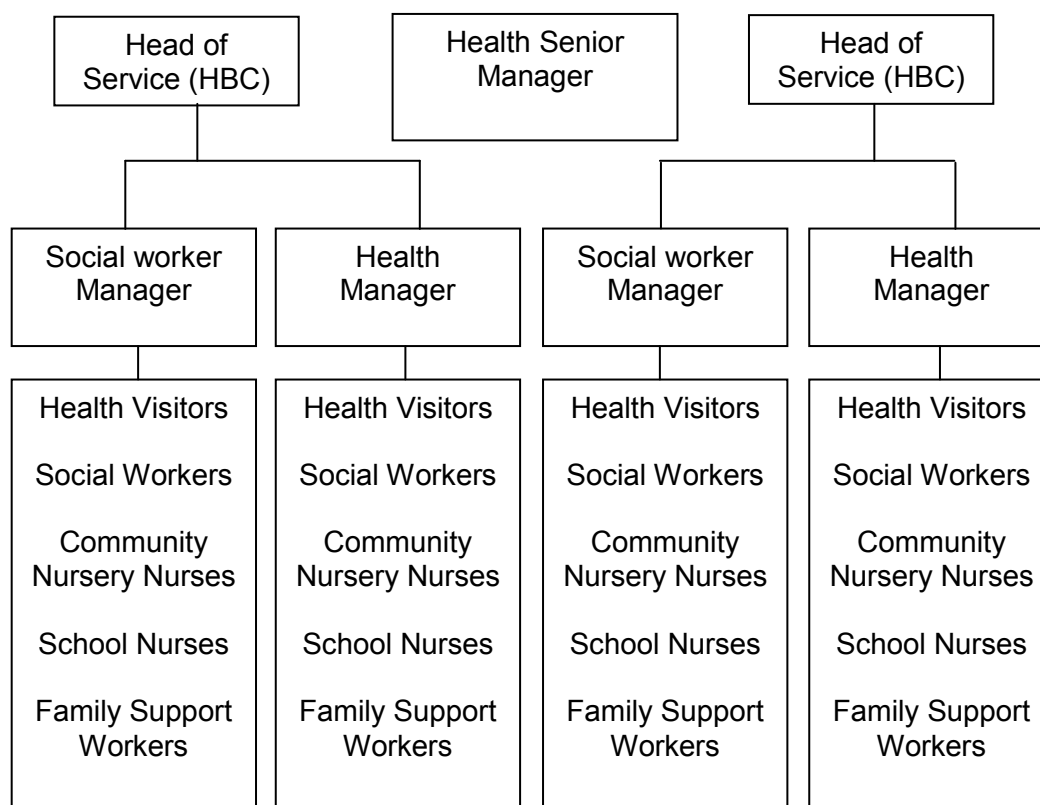 Head of
Service (HBC)
Health Senior
Manager
Head of
Service (HBC)
Social worker
Manager
Health
Manager
Social worker
Manager
Health
Manager
Health Visitors
Social Workers
Community
Nursery Nurses
School Nurses
Family Support
Workers
Health Visitors
Social Workers
Community
Nursery Nurses
School Nurses
Family Support
Workers
Health Visitors
Social Workers
Community
Nursery Nurses
School Nurses
Family Support
Workers
Health Visitors
Social Workers
Community
Nursery Nurses
School Nurses
Family Support
Workers